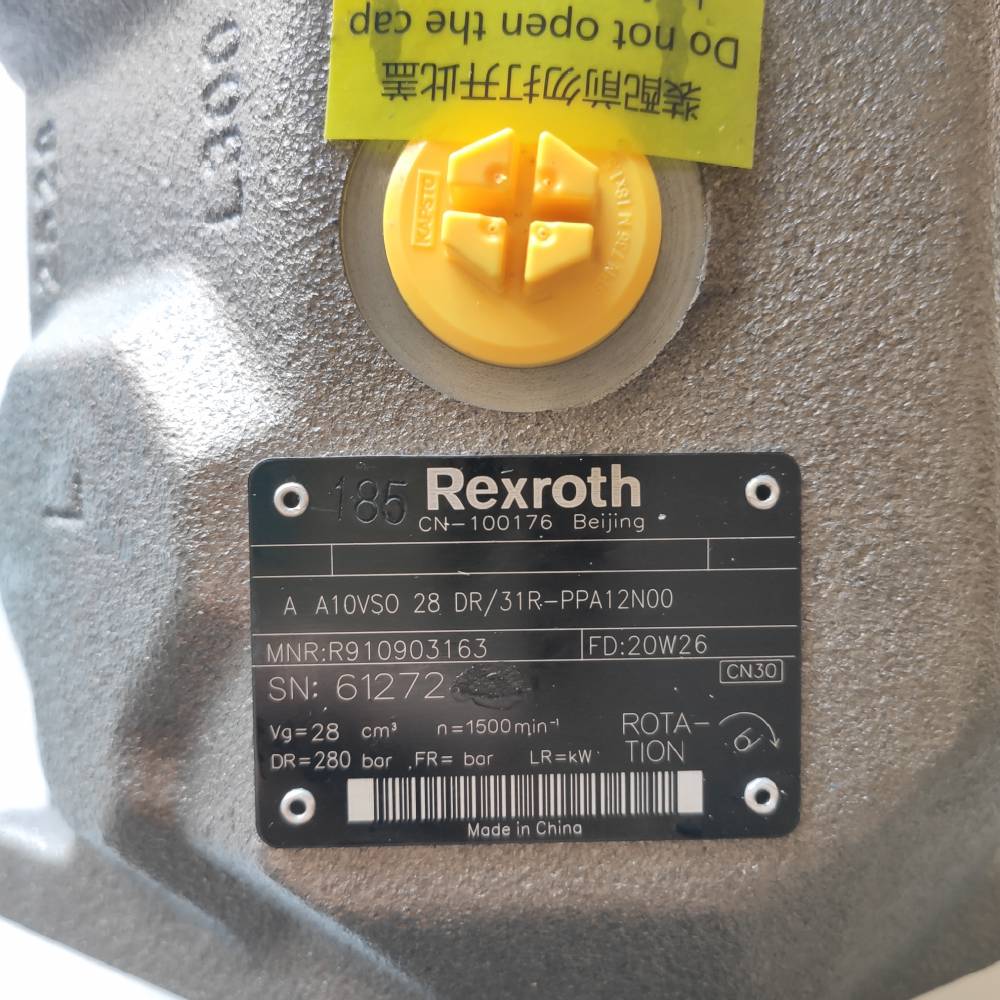 Do not open the cap
装配前勿打开此盖
KAPSTO
185 Rexroth
CN-100176 Beijing
A A10VSO 28 DR/31R-PPA12N00
MNR:R910903163 FD:20W26
SN: 61272 CN30
Vg=28 cm³ n=1500min⁻¹ ROTA-
TION
DR=280 bar FR= bar LR=kW
Made in China